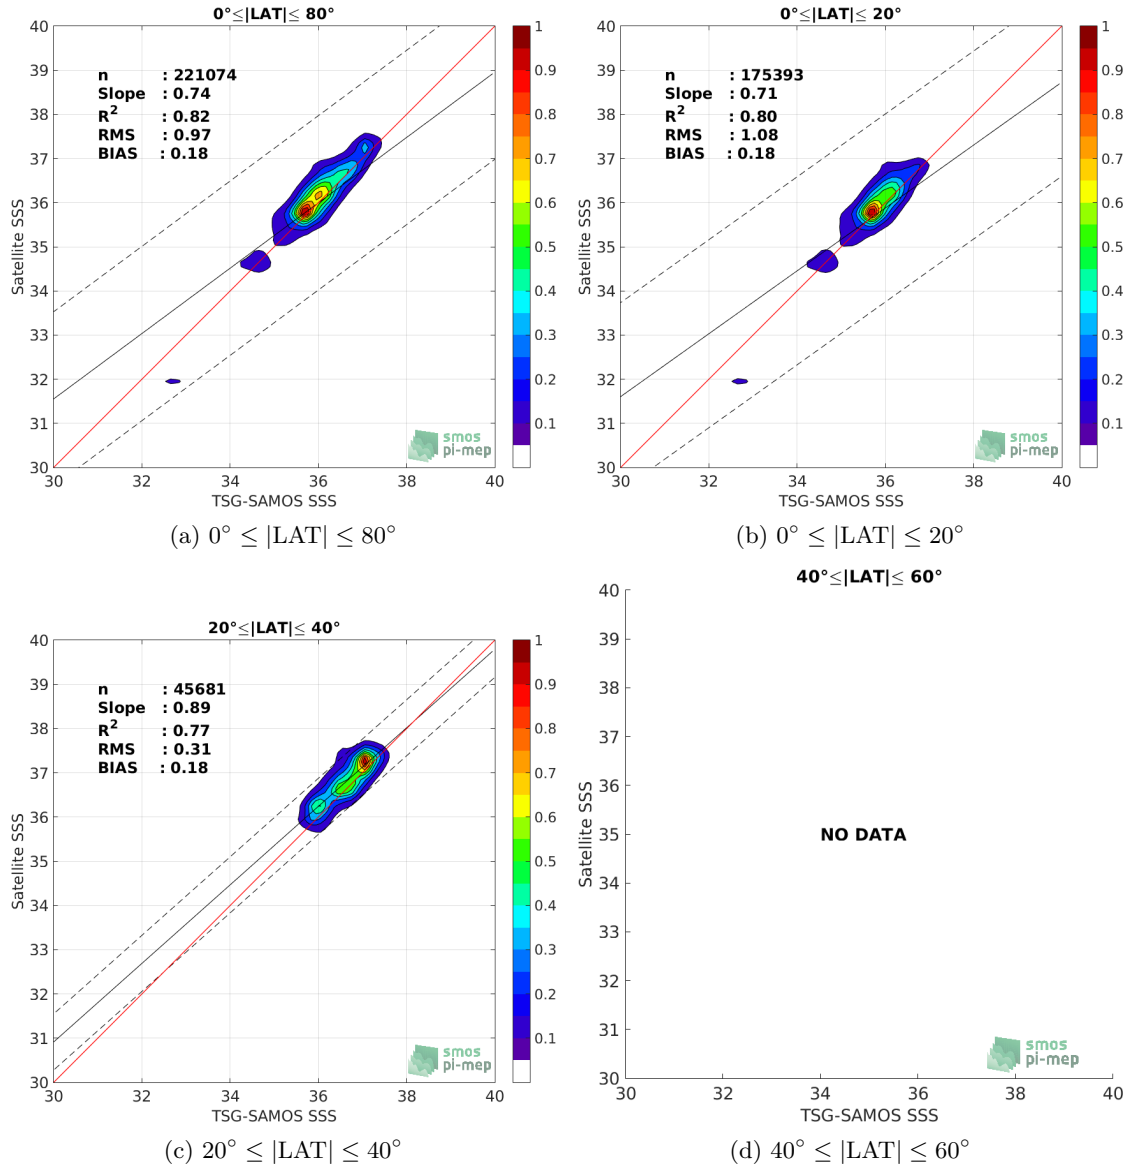 0°≤|LAT|≤ 80°
n : 221074
Slope : 0.74
R² : 0.82
RMS : 0.97
BIAS : 0.18
40
39
38
37
36
35
34
33
32
31
30
Satellite SSS
30 32 34 36 38 40
TSG-SAMOS SSS
1
0.9
0.8
0.7
0.6
0.5
0.4
0.3
0.2
0.1
smos
pi-mep
(a) 0° ≤ |LAT| ≤ 80°
0°≤|LAT|≤ 20°
n : 175393
Slope : 0.71
R² : 0.80
RMS : 1.08
BIAS : 0.18
40
39
38
37
36
35
34
33
32
31
30
Satellite SSS
30 32 34 36 38 40
TSG-SAMOS SSS
1
0.9
0.8
0.7
0.6
0.5
0.4
0.3
0.2
0.1
smos
pi-mep
(b) 0° ≤ |LAT| ≤ 20°
20°≤|LAT|≤ 40°
n : 45681
Slope : 0.89
R² : 0.77
RMS : 0.31
BIAS : 0.18
40
39
38
37
36
35
34
33
32
31
30
Satellite SSS
30 32 34 36 38 40
TSG-SAMOS SSS
1
0.9
0.8
0.7
0.6
0.5
0.4
0.3
0.2
0.1
smos
pi-mep
(c) 20° ≤ |LAT| ≤ 40°
40°≤|LAT|≤ 60°
40
39
38
37
36
35
34
33
32
31
30
Satellite SSS
NO DATA
30 32 34 36 38 40
TSG-SAMOS SSS
smos
pi-mep
(d) 40° ≤ |LAT| ≤ 60°